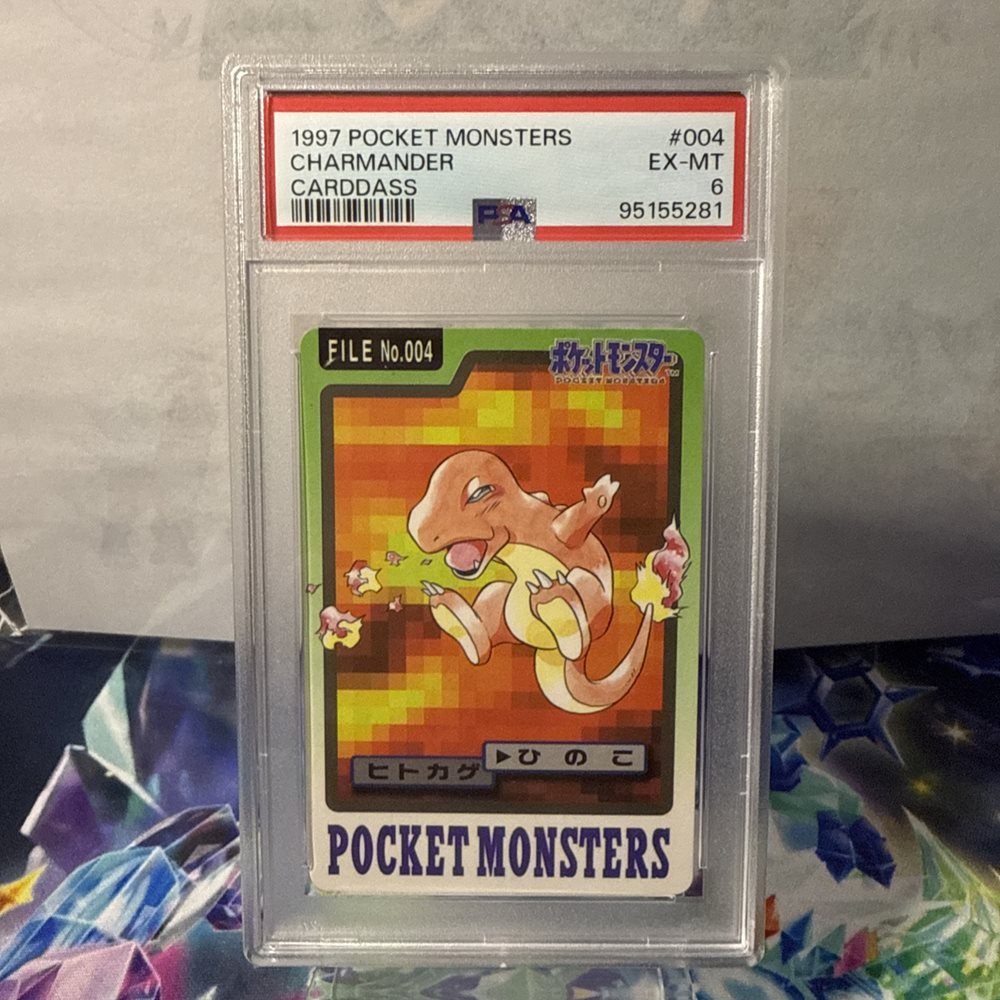 1997 POCKET MONSTERS #004
CHARMANDER EX-MT
CARDDASS 6
PSA 95155281
FILE No.004
ポケットモンスター TM
POCKET MONSTERS
ヒトカゲ
▶ひのこ
POCKET MONSTERS